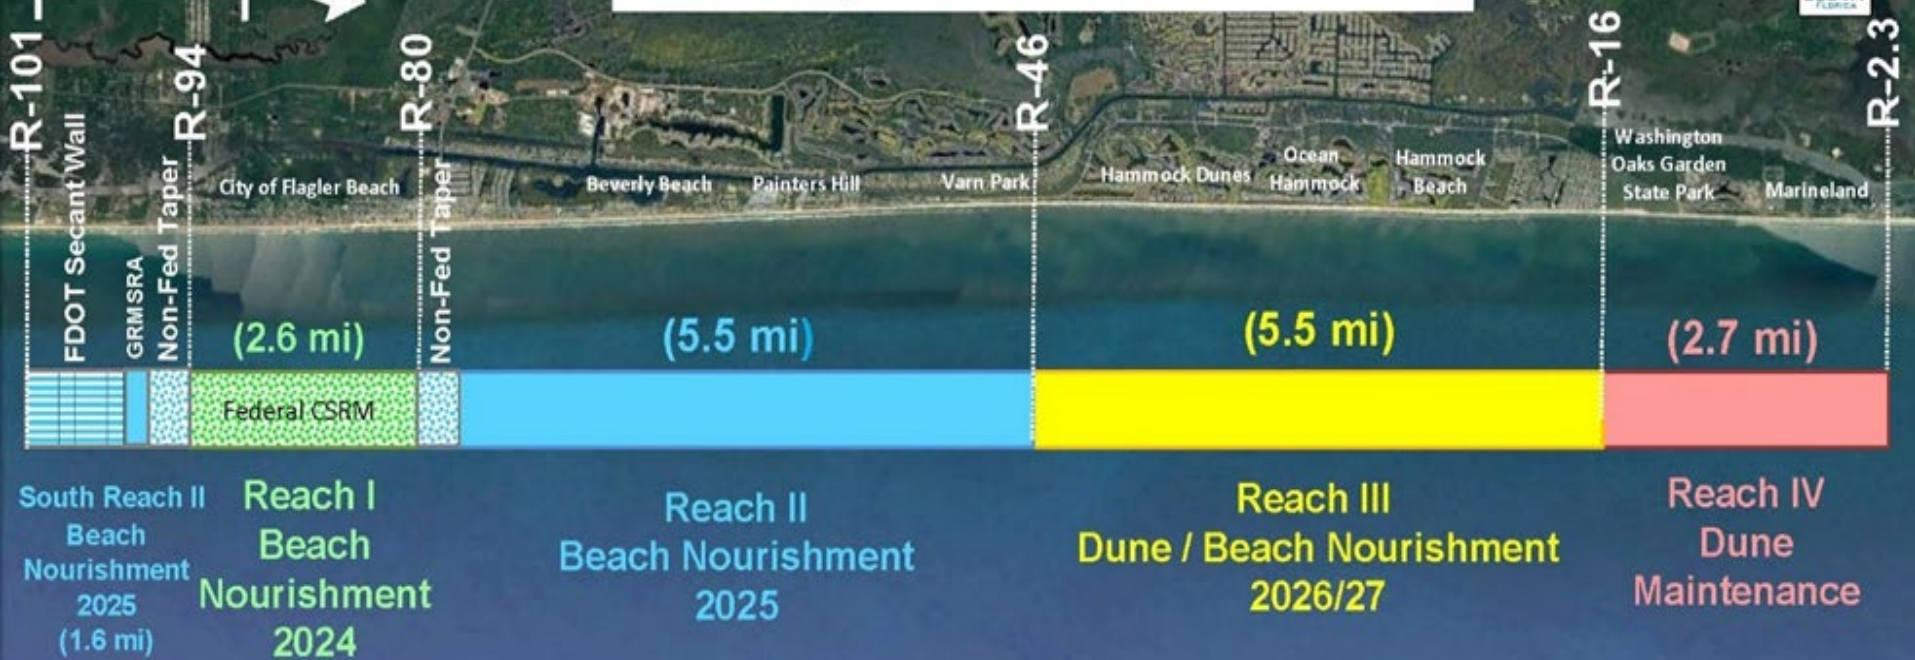 R-101
R-94
R-80
R-46
R-16
R-2.3
FLORIDA
FDOT Secant Wall
GRMSRA
Non-Fed Taper
City of Flagler Beach
Non-Fed Taper
Beverly Beach
Painters Hill
Varn Park
Hammock Dunes
Ocean
Hammock
Hammock
Beach
Washington
Oaks Garden
State Park
Marineland
(2.6 mi)
(5.5 mi)
(5.5 mi)
(2.7 mi)
Federal CSRM
South Reach II
Beach
Nourishment
2025
(1.6 mi)
Reach I
Beach
Nourishment
2024
Reach II
Beach Nourishment
2025
Reach III
Dune / Beach Nourishment
2026/27
Reach IV
Dune
Maintenance